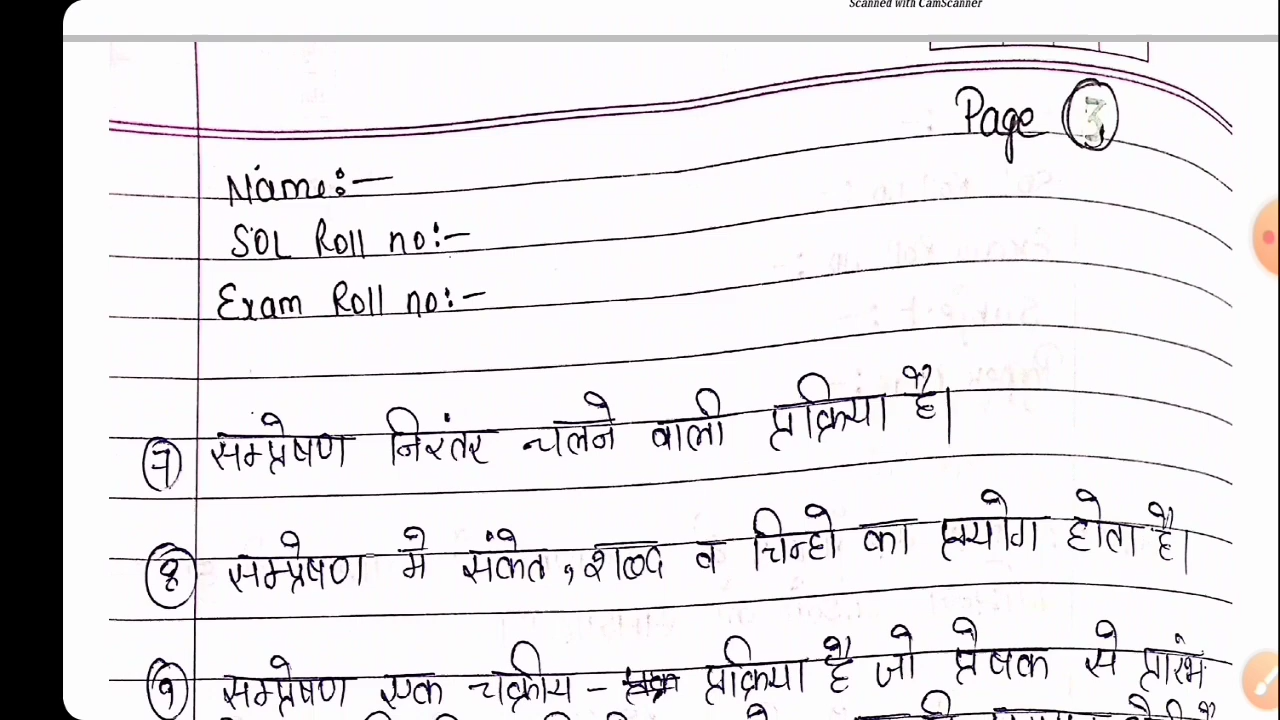 Scanned with CamScanner
Page 3
Name:-
SOL Roll no:-
Exam Roll no:-
7 सम्प्रेषण निरंतर चलने वाली प्रक्रिया है।
8 सम्प्रेषण मे संकेत, शब्द व चिन्हो का प्रयोग होता है।
9 सम्प्रेषण एक चक्रीय - प्रक्रिया है जो प्रेषक से प्रारंभ